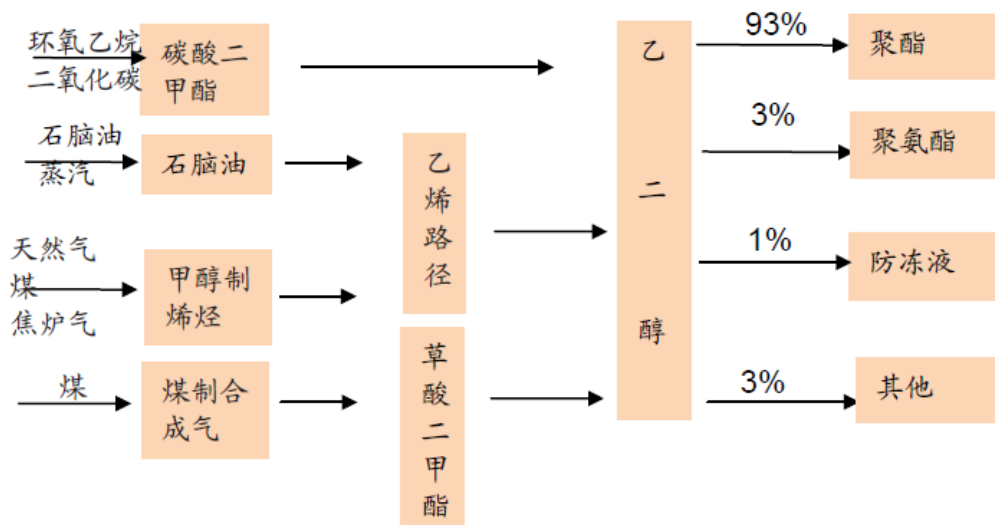 环氧乙烷
二氧化碳
碳酸二
甲酯
石脑油
蒸汽
石脑油
天然气
煤
焦炉气
甲醇制
烯烃
煤
煤制合
成气
乙
烯
路
径
草
酸
二
甲
酯
乙
二
醇
93%
聚酯
3%
聚氨酯
1%
防冻液
3%
其他